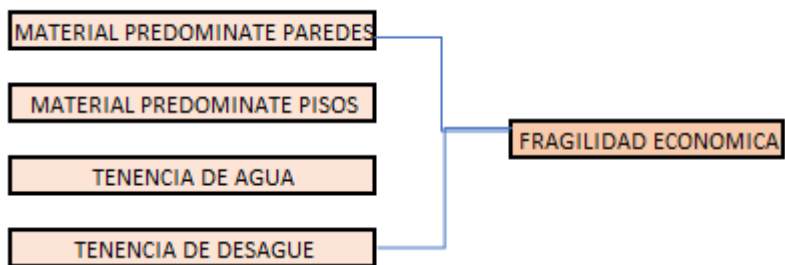 MATERIAL PREDOMINATE PAREDES
MATERIAL PREDOMINATE PISOS
TENENCIA DE AGUA
TENENCIA DE DESAGUE
FRAGILIDAD ECONOMICA